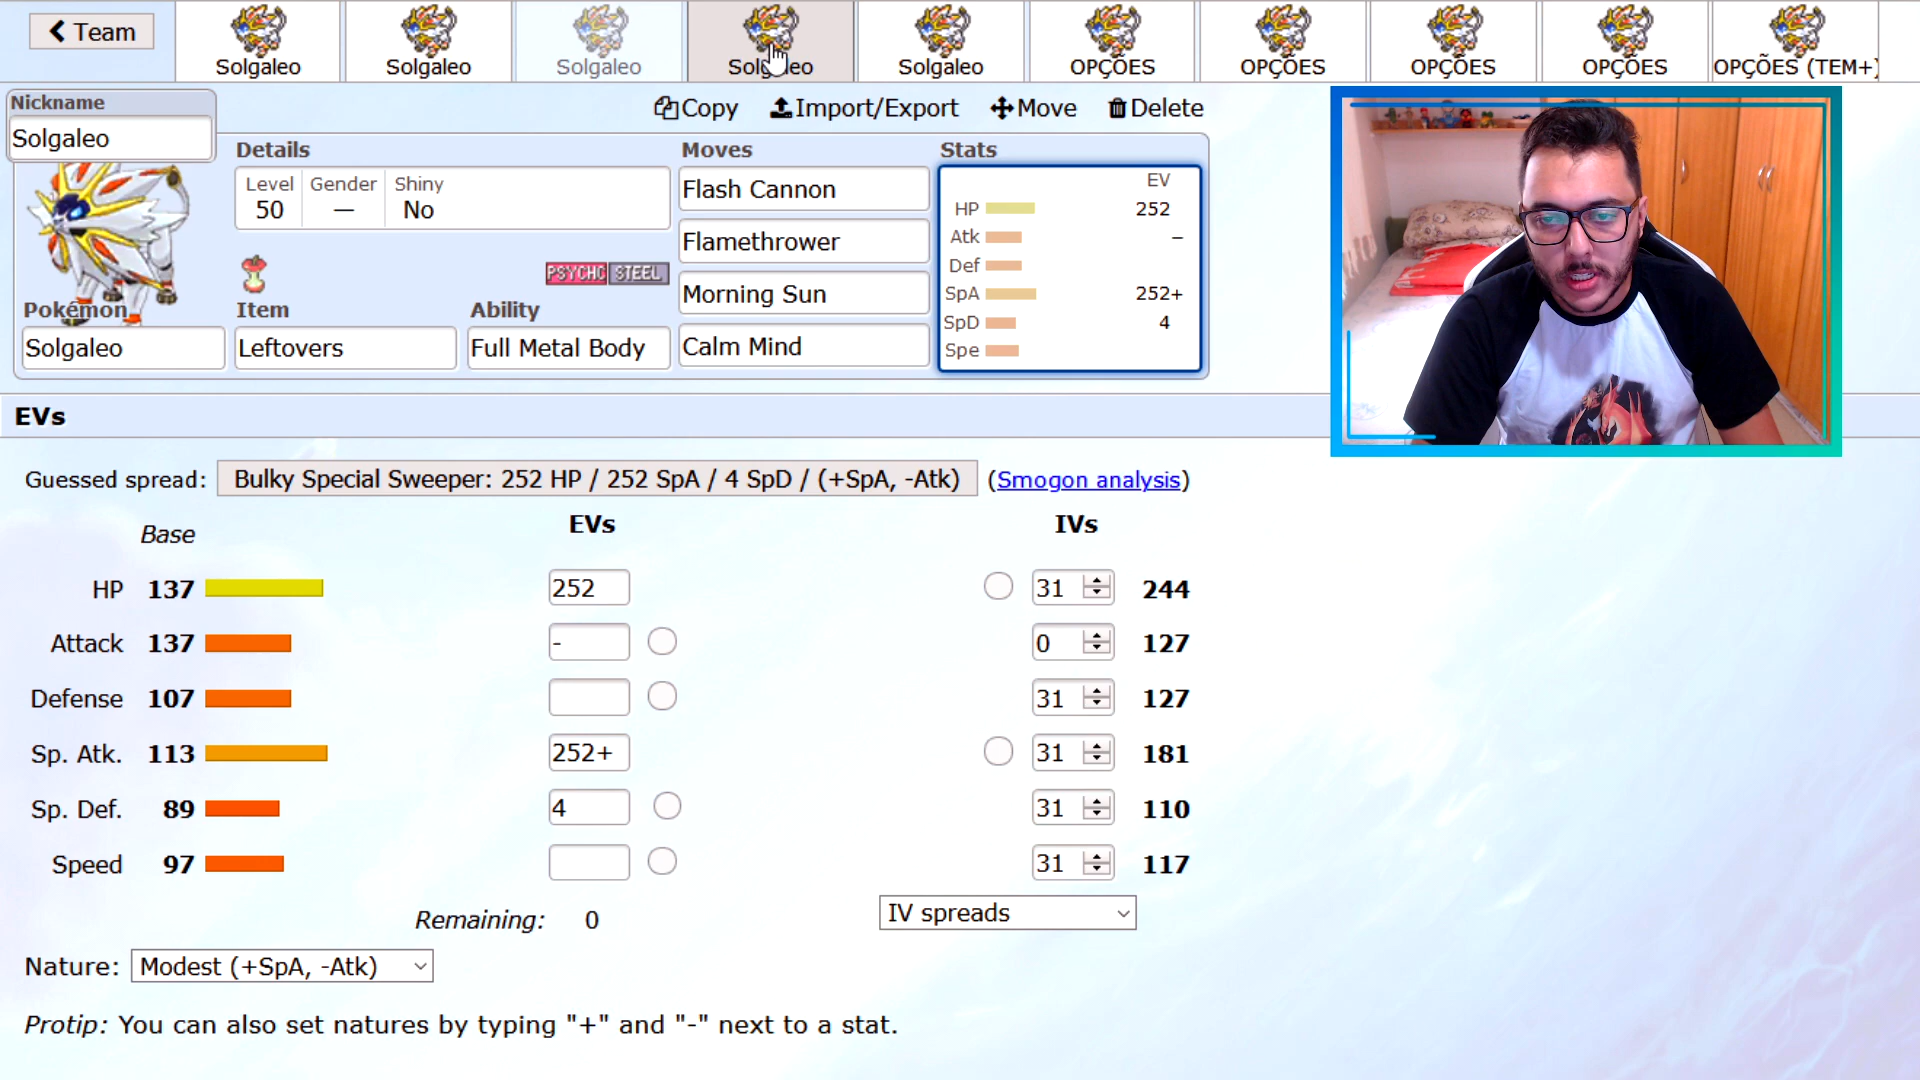 Team
Solgaleo
Solgaleo
Solgaleo
Solgaleo
Solgaleo
OPÇÕES
OPÇÕES
OPÇÕES
OPÇÕES
OPÇÕES (TEM+)
Nickname
Solgaleo
Copy
Import/Export
Move
Delete
Details
Level
50
Gender
—
Shiny
No
PSYCHC STEEL
Pokémon
Solgaleo
Item
Leftovers
Ability
Full Metal Body
Moves
Flash Cannon
Flamethrower
Morning Sun
Calm Mind
Stats
EV
HP 252
Atk –
Def
SpA 252+
SpD 4
Spe
EVs
Guessed spread: Bulky Special Sweeper: 252 HP / 252 SpA / 4 SpD / (+SpA, -Atk) (Smogon analysis)
Base EVs IVs
HP 137 252 31 244
Attack 137 - 0 127
Defense 107 31 127
Sp. Atk. 113 252+ 31 181
Sp. Def. 89 4 31 110
Speed 97 31 117
Remaining: 0
IV spreads
Nature: Modest (+SpA, -Atk)
Protip: You can also set natures by typing "+" and "-" next to a stat.